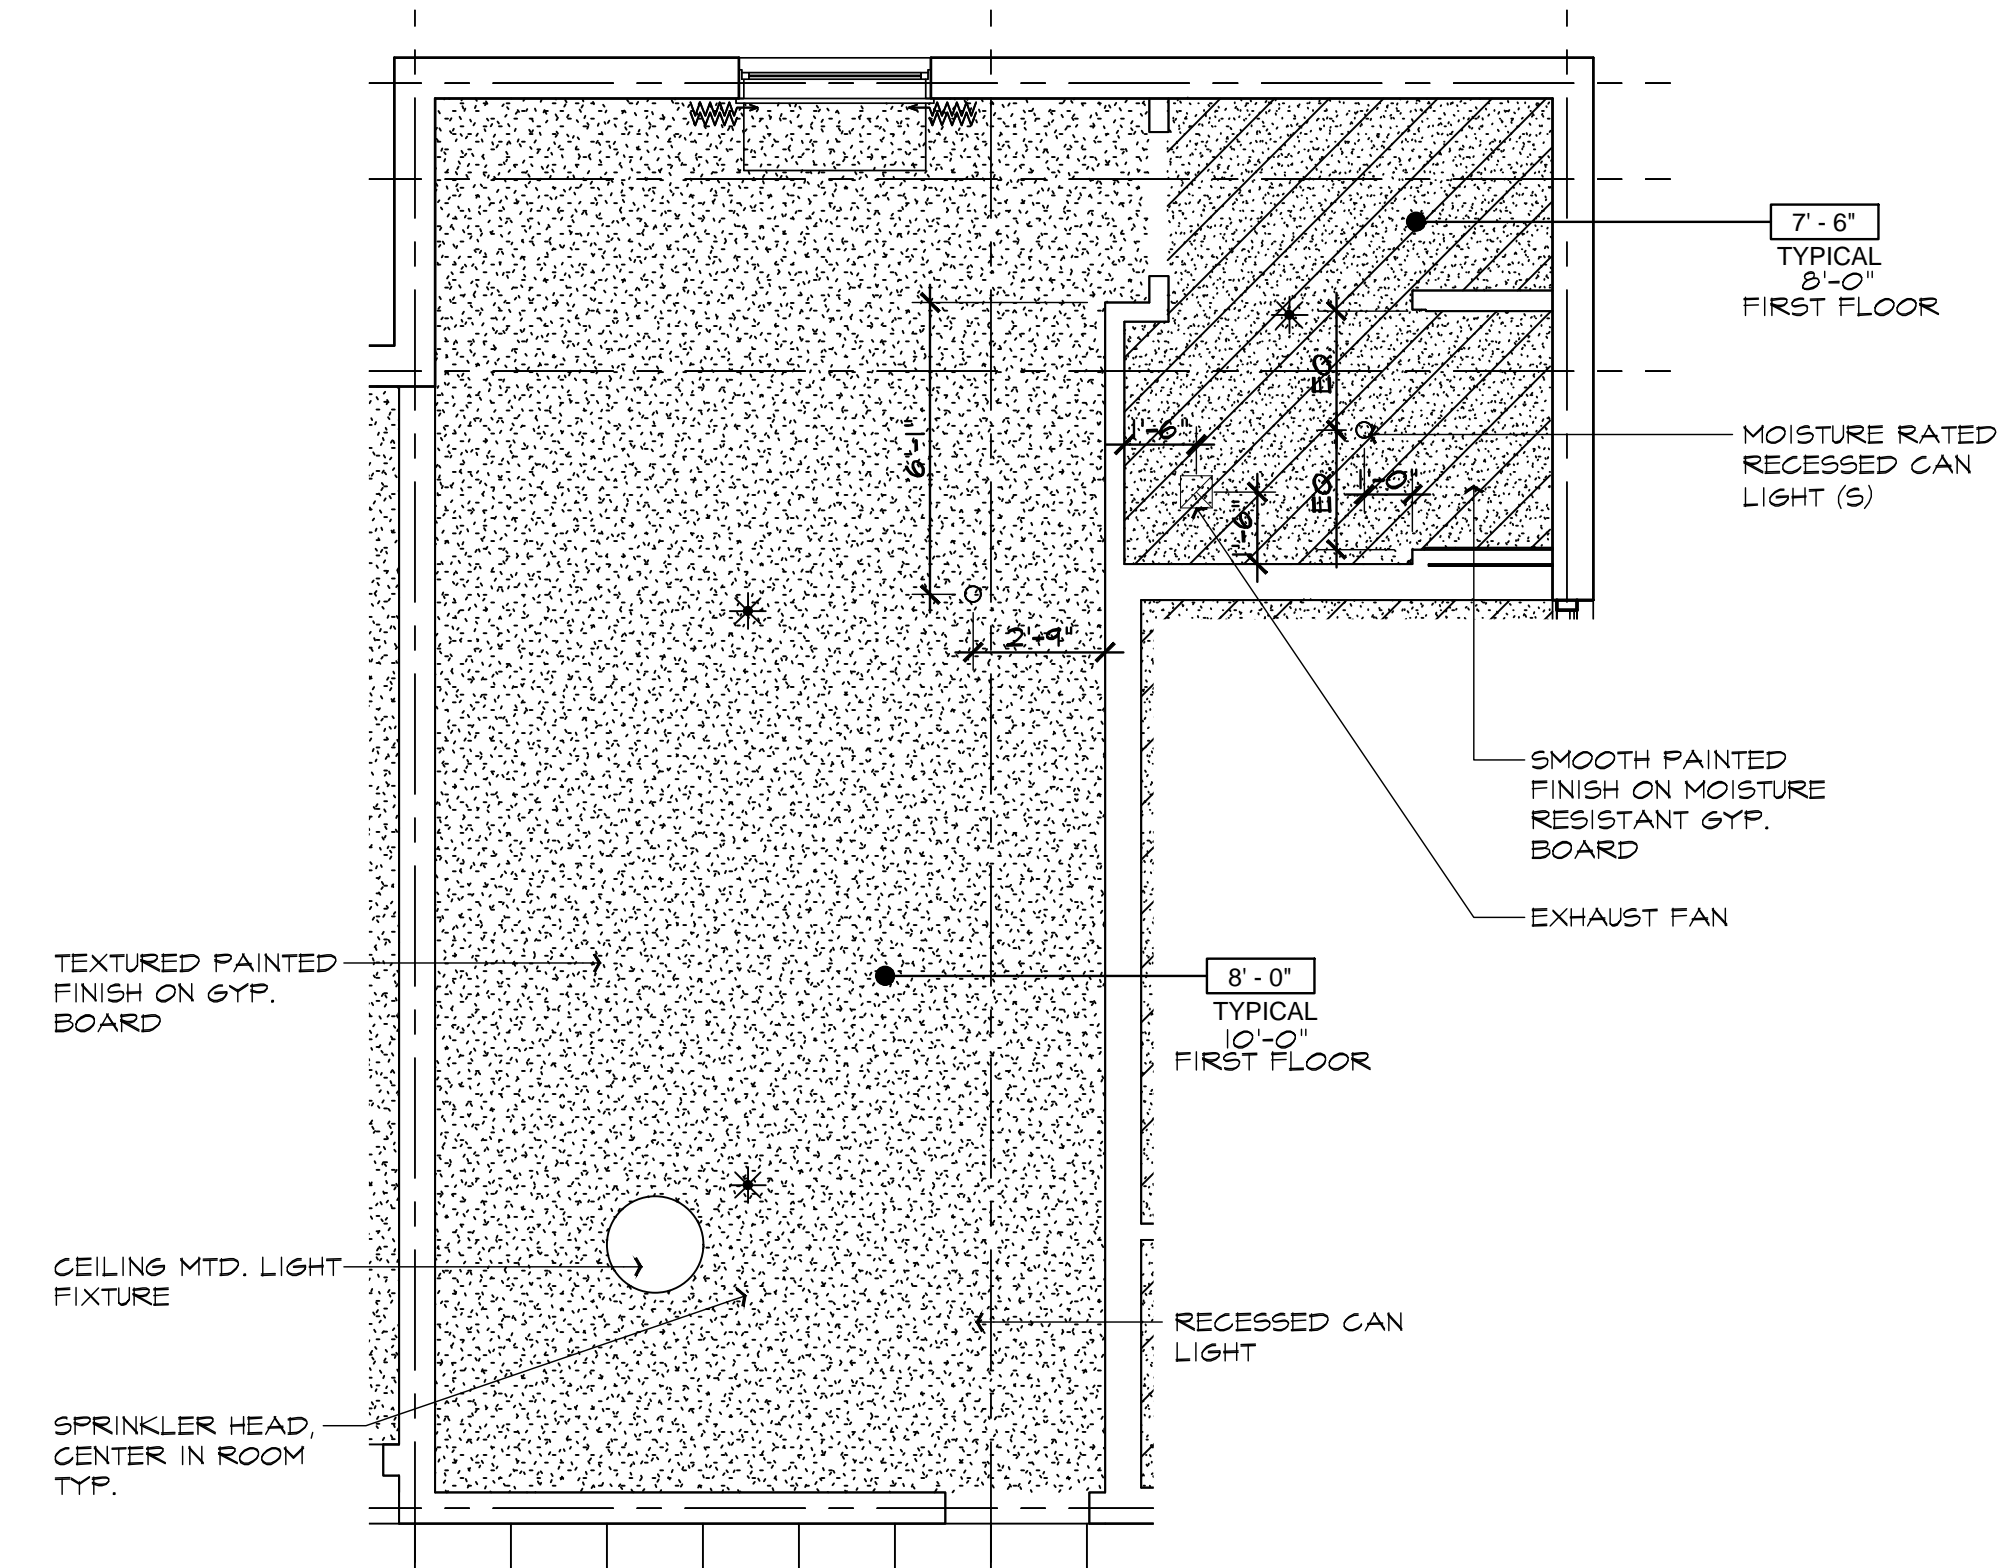 7' - 6"
TYPICAL
8'-0"
FIRST FLOOR
EQ
6'-1"
1'-6"
MOISTURE RATED
RECESSED CAN
LIGHT (S)
1'-0"
EQ
1'-6"
2'-9"
SMOOTH PAINTED
FINISH ON MOISTURE
RESISTANT GYP.
BOARD
EXHAUST FAN
TEXTURED PAINTED
FINISH ON GYP.
BOARD
8' - 0"
TYPICAL
10'-0"
FIRST FLOOR
CEILING MTD. LIGHT
FIXTURE
RECESSED CAN
LIGHT
SPRINKLER HEAD,
CENTER IN ROOM
TYP.